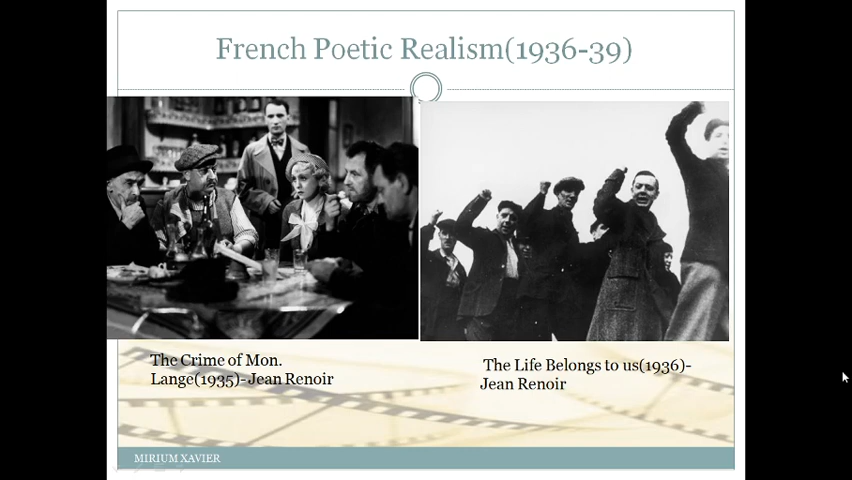 French Poetic Realism(1936-39)
The Crime of Mon.
Lange(1935)- Jean Renoir
The Life Belongs to us(1936)-
Jean Renoir
MIRIUM XAVIER